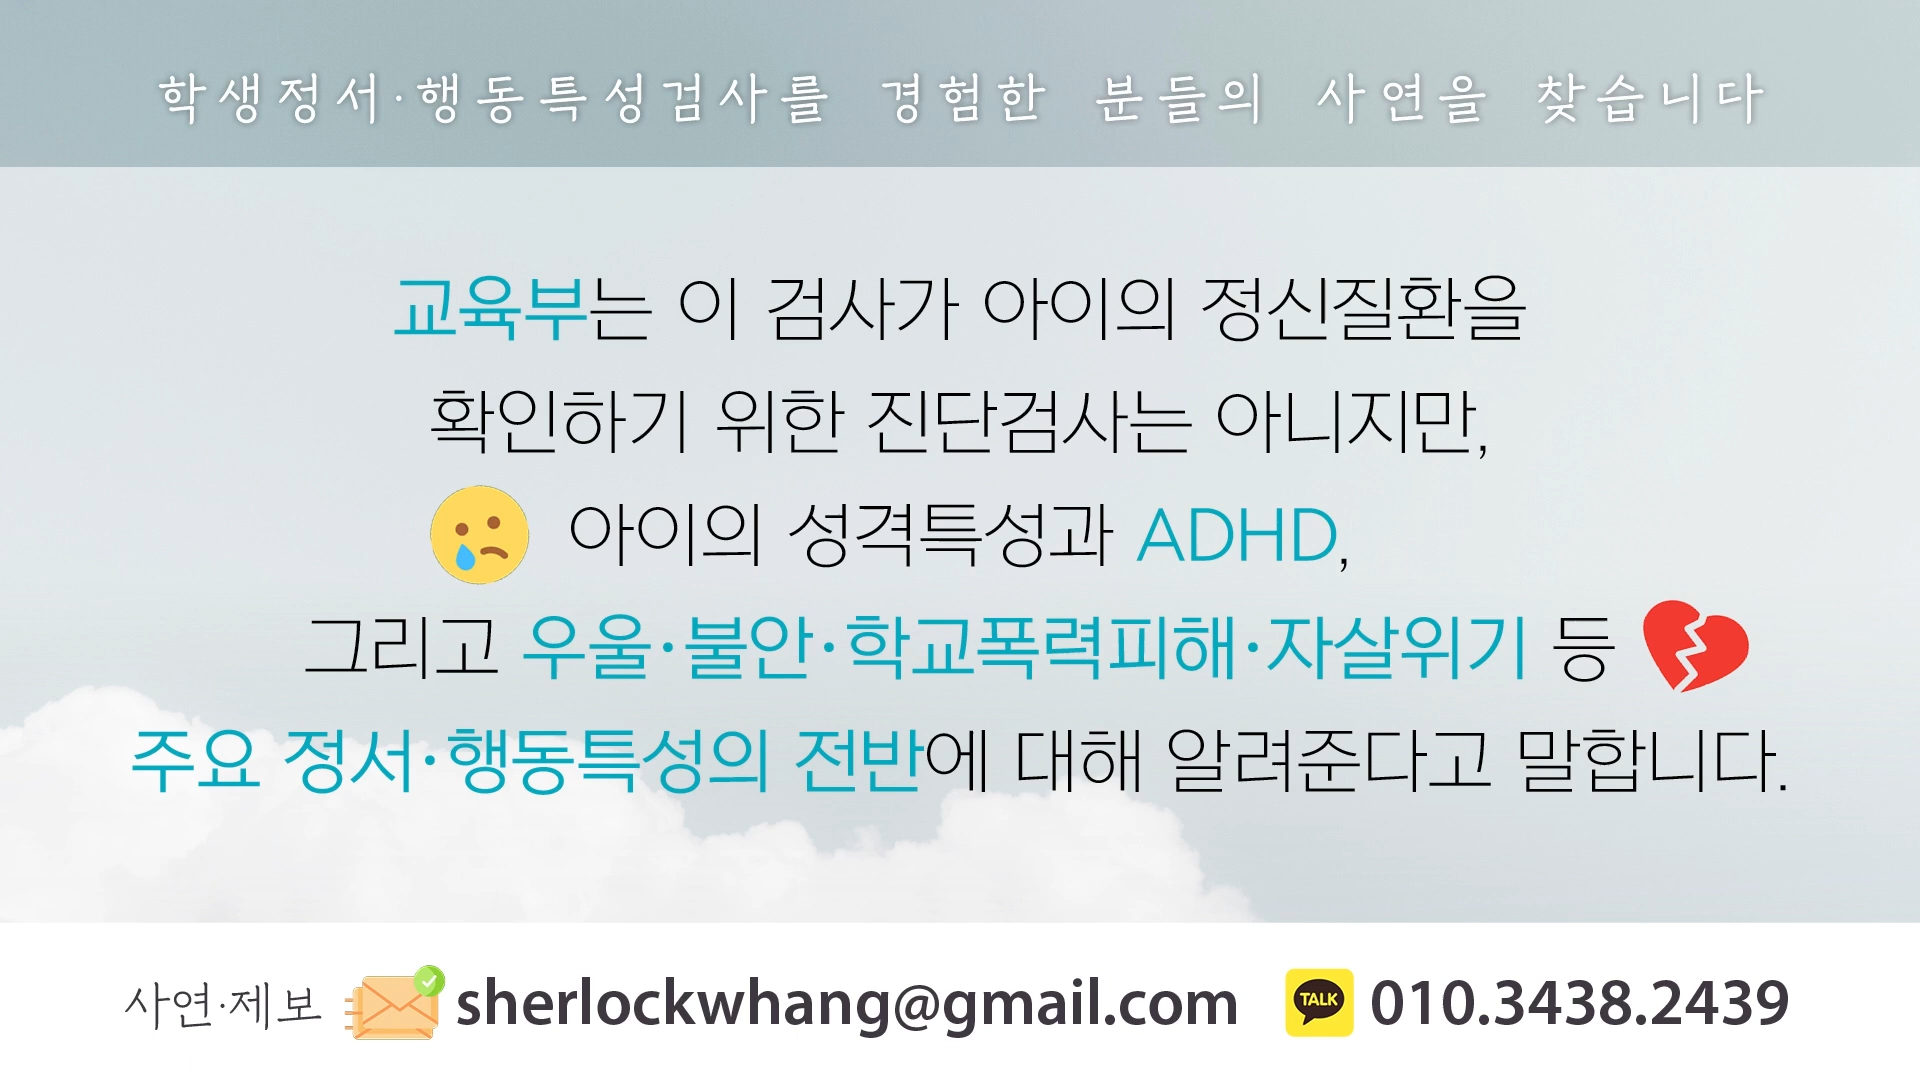 학생정서·행동특성검사를 경험한 분들의 사연을 찾습니다
교육부는 이 검사가 아이의 정신질환을
확인하기 위한 진단검사는 아니지만,
아이의 성격특성과 ADHD,
그리고 우울·불안·학교폭력피해·자살위기 등
주요 정서·행동특성의 전반에 대해 알려준다고 말합니다.
사연·제보 sherlockwhang@gmail.com TALK 010.3438.2439